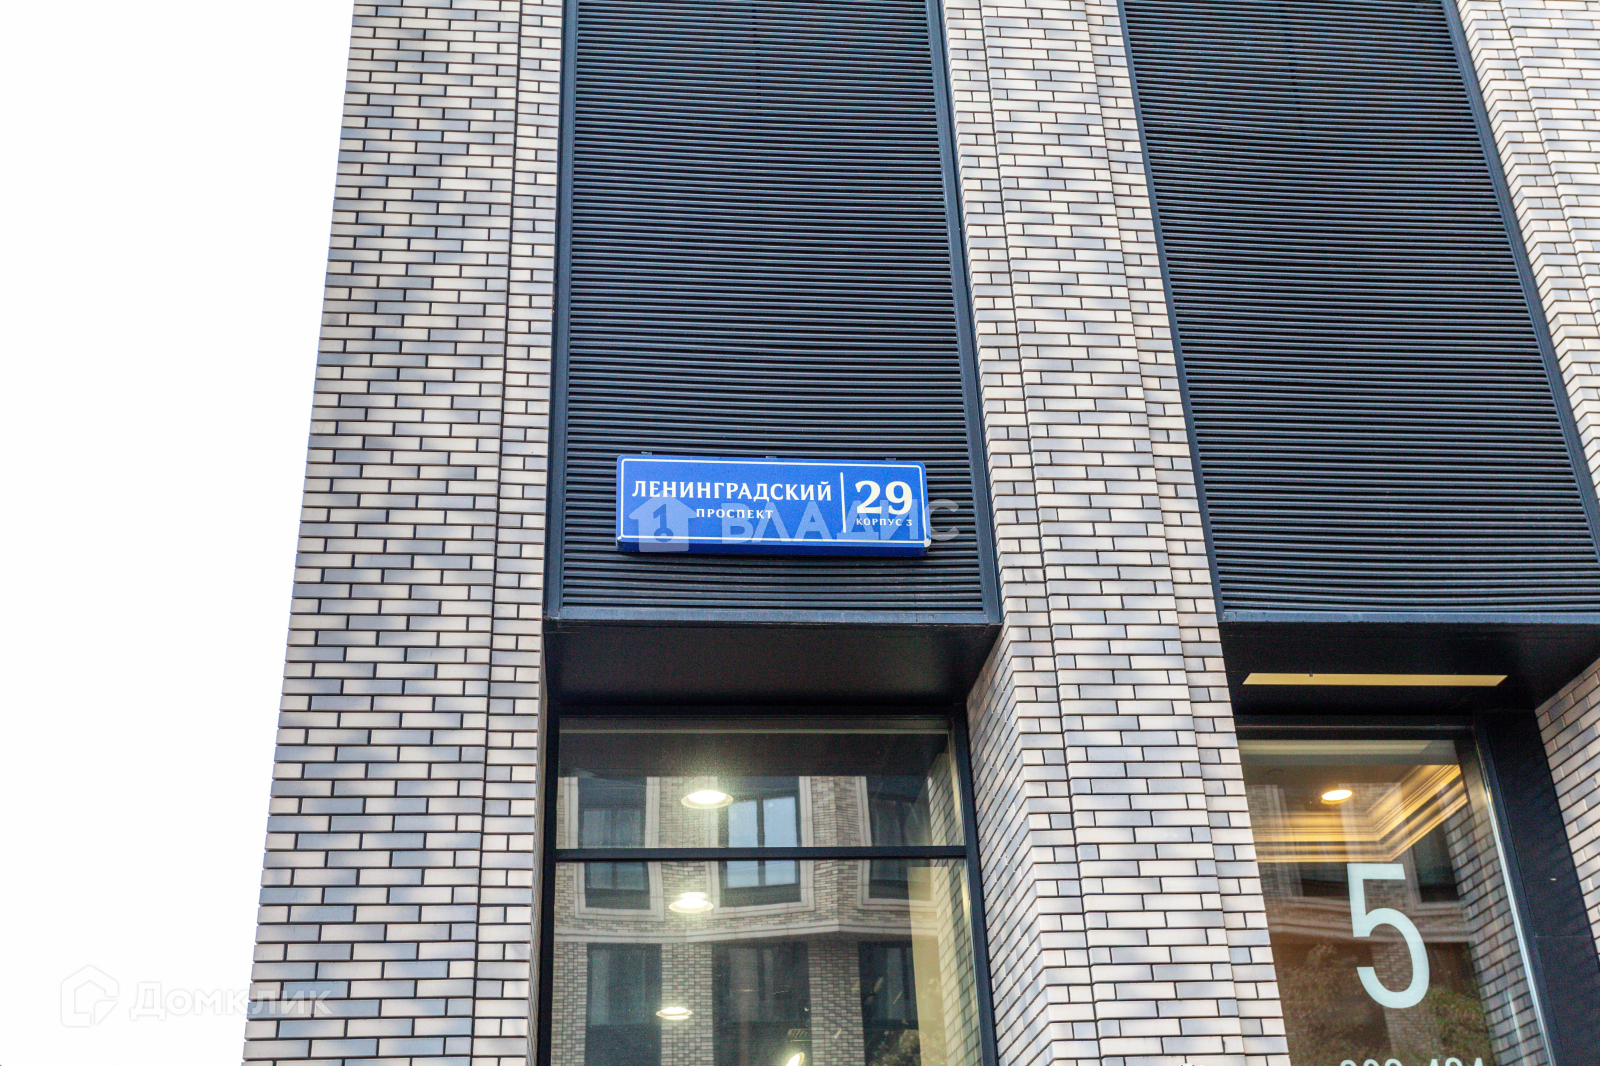 ЛЕНИНГРАДСКИЙ
ПРОСПЕКТ
29
КОРПУС 3
ВЛАДИС
5
Домклик